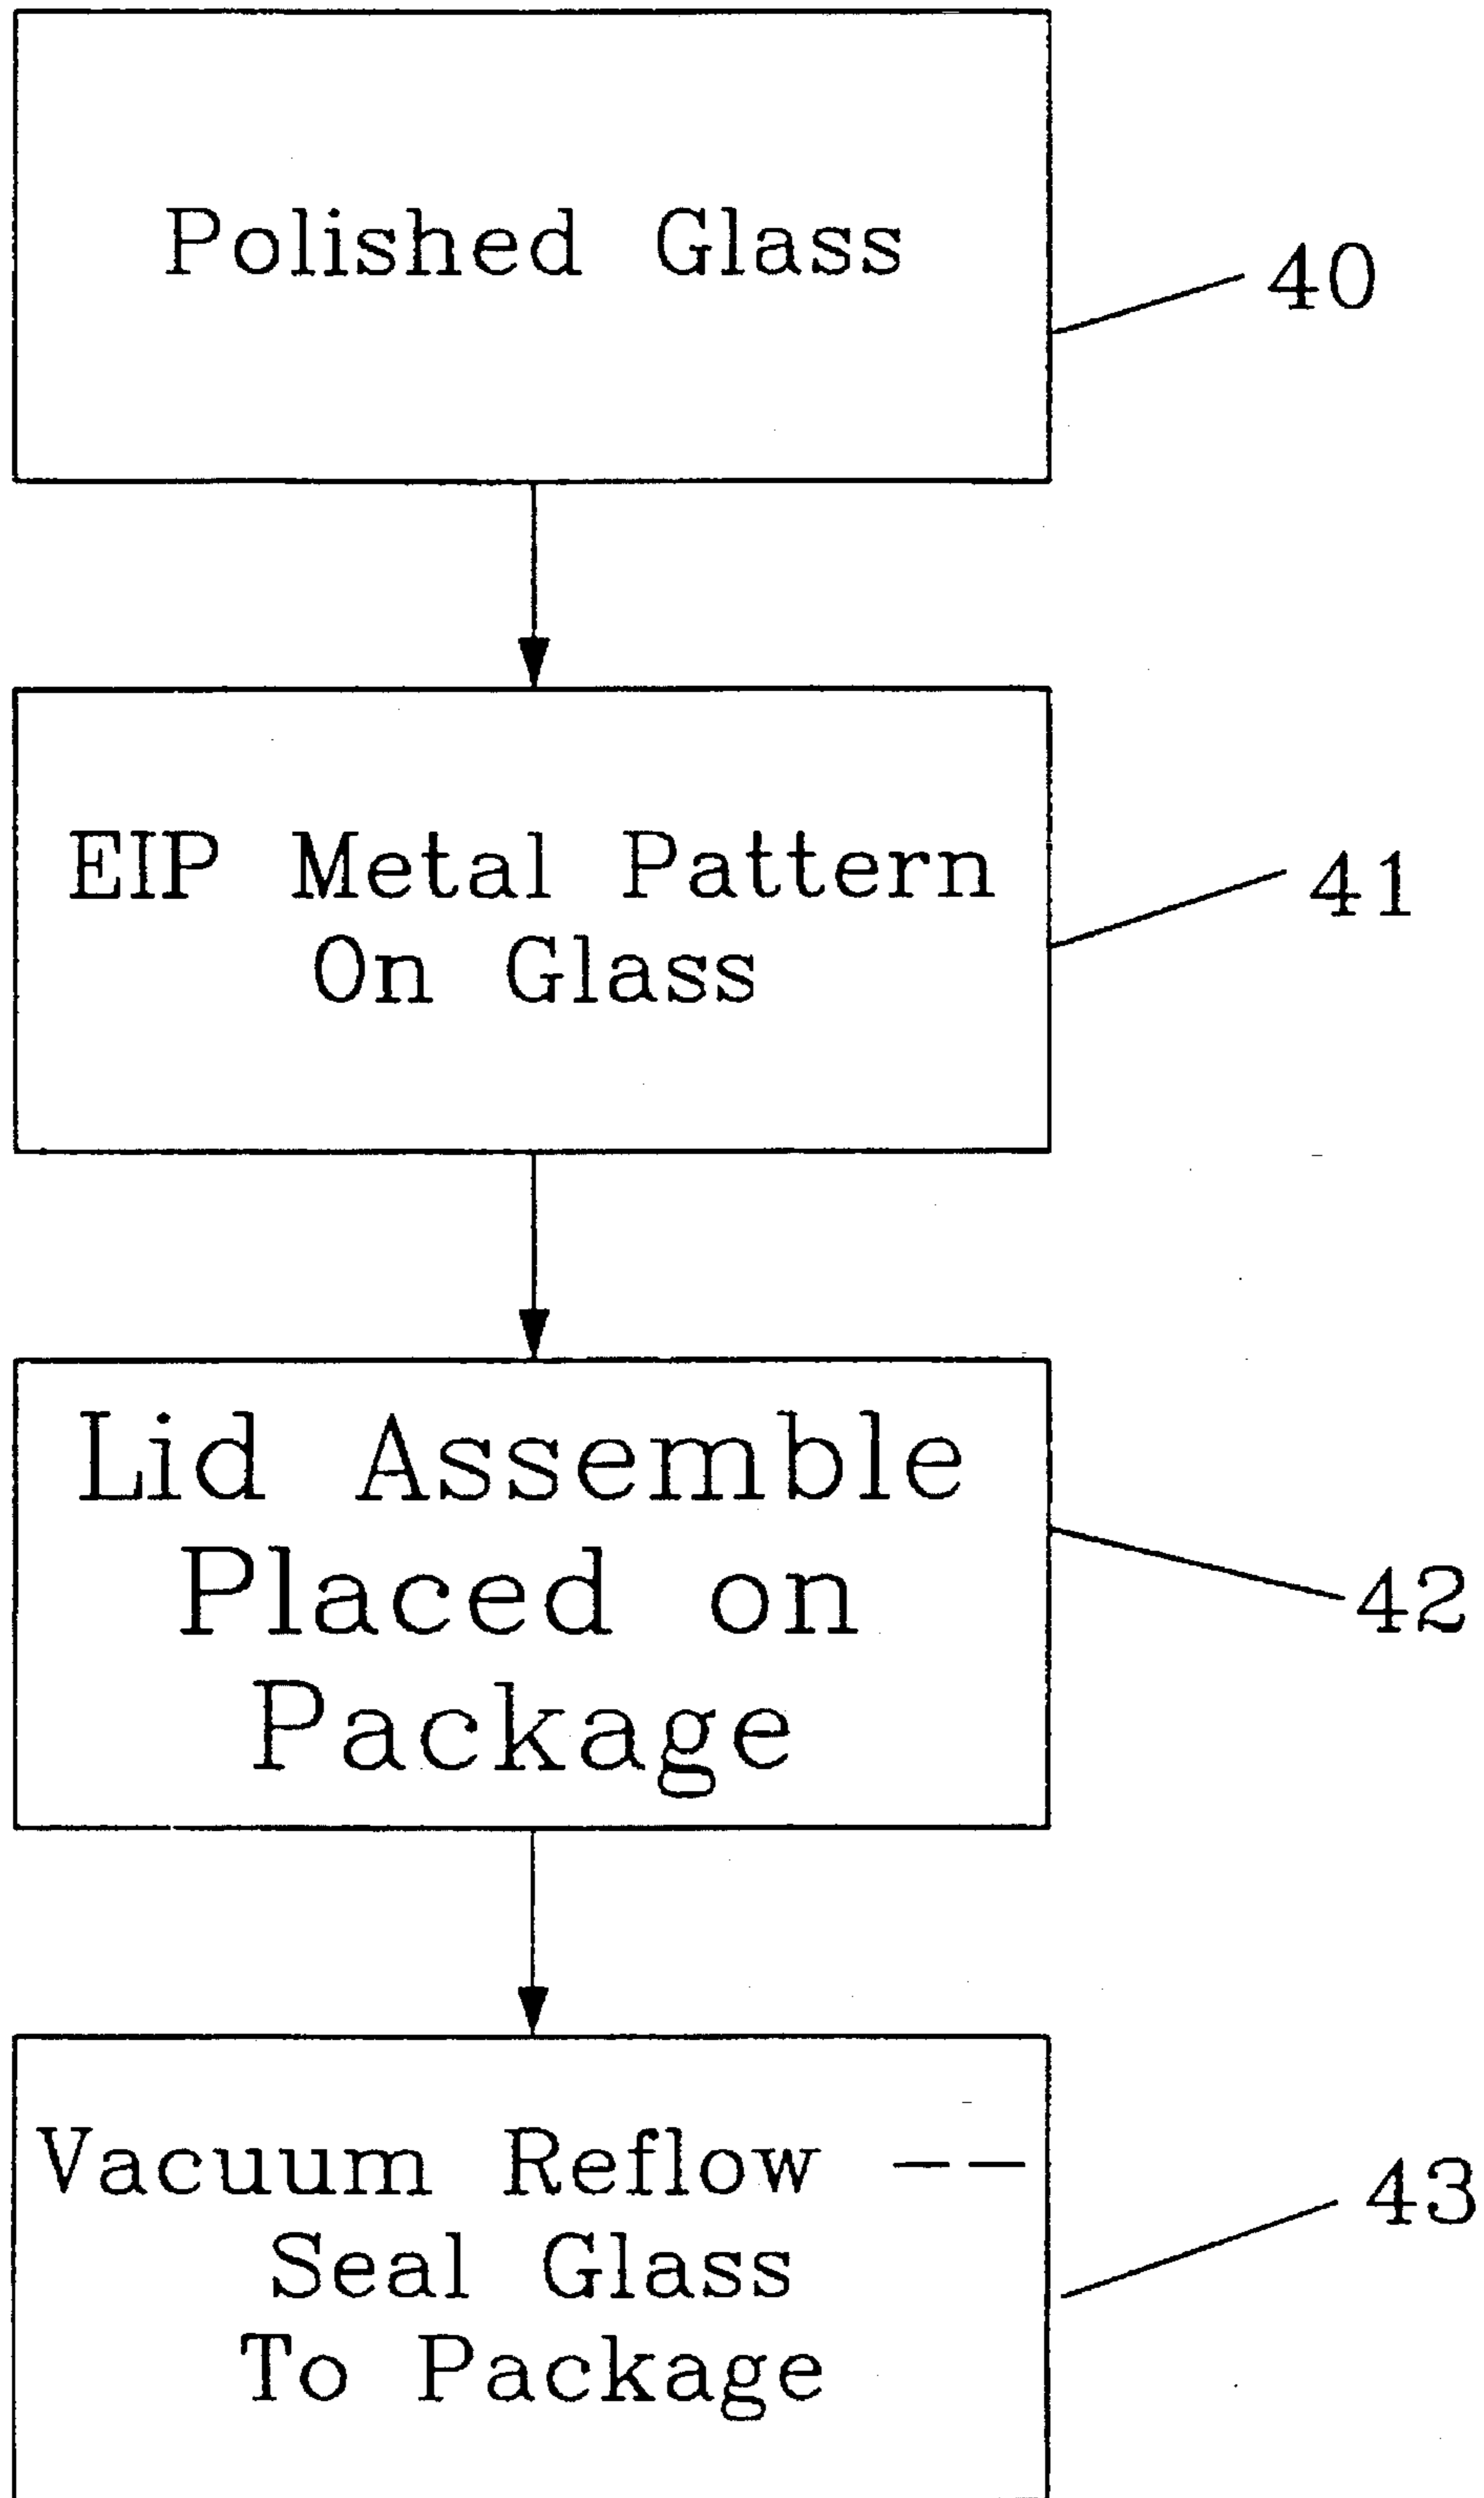 Polished Glass
40
EIP Metal Pattern
On Glass
41
Lid Assemble
Placed on
Package
42
Vacuum Reflow --
Seal Glass
To Package
43